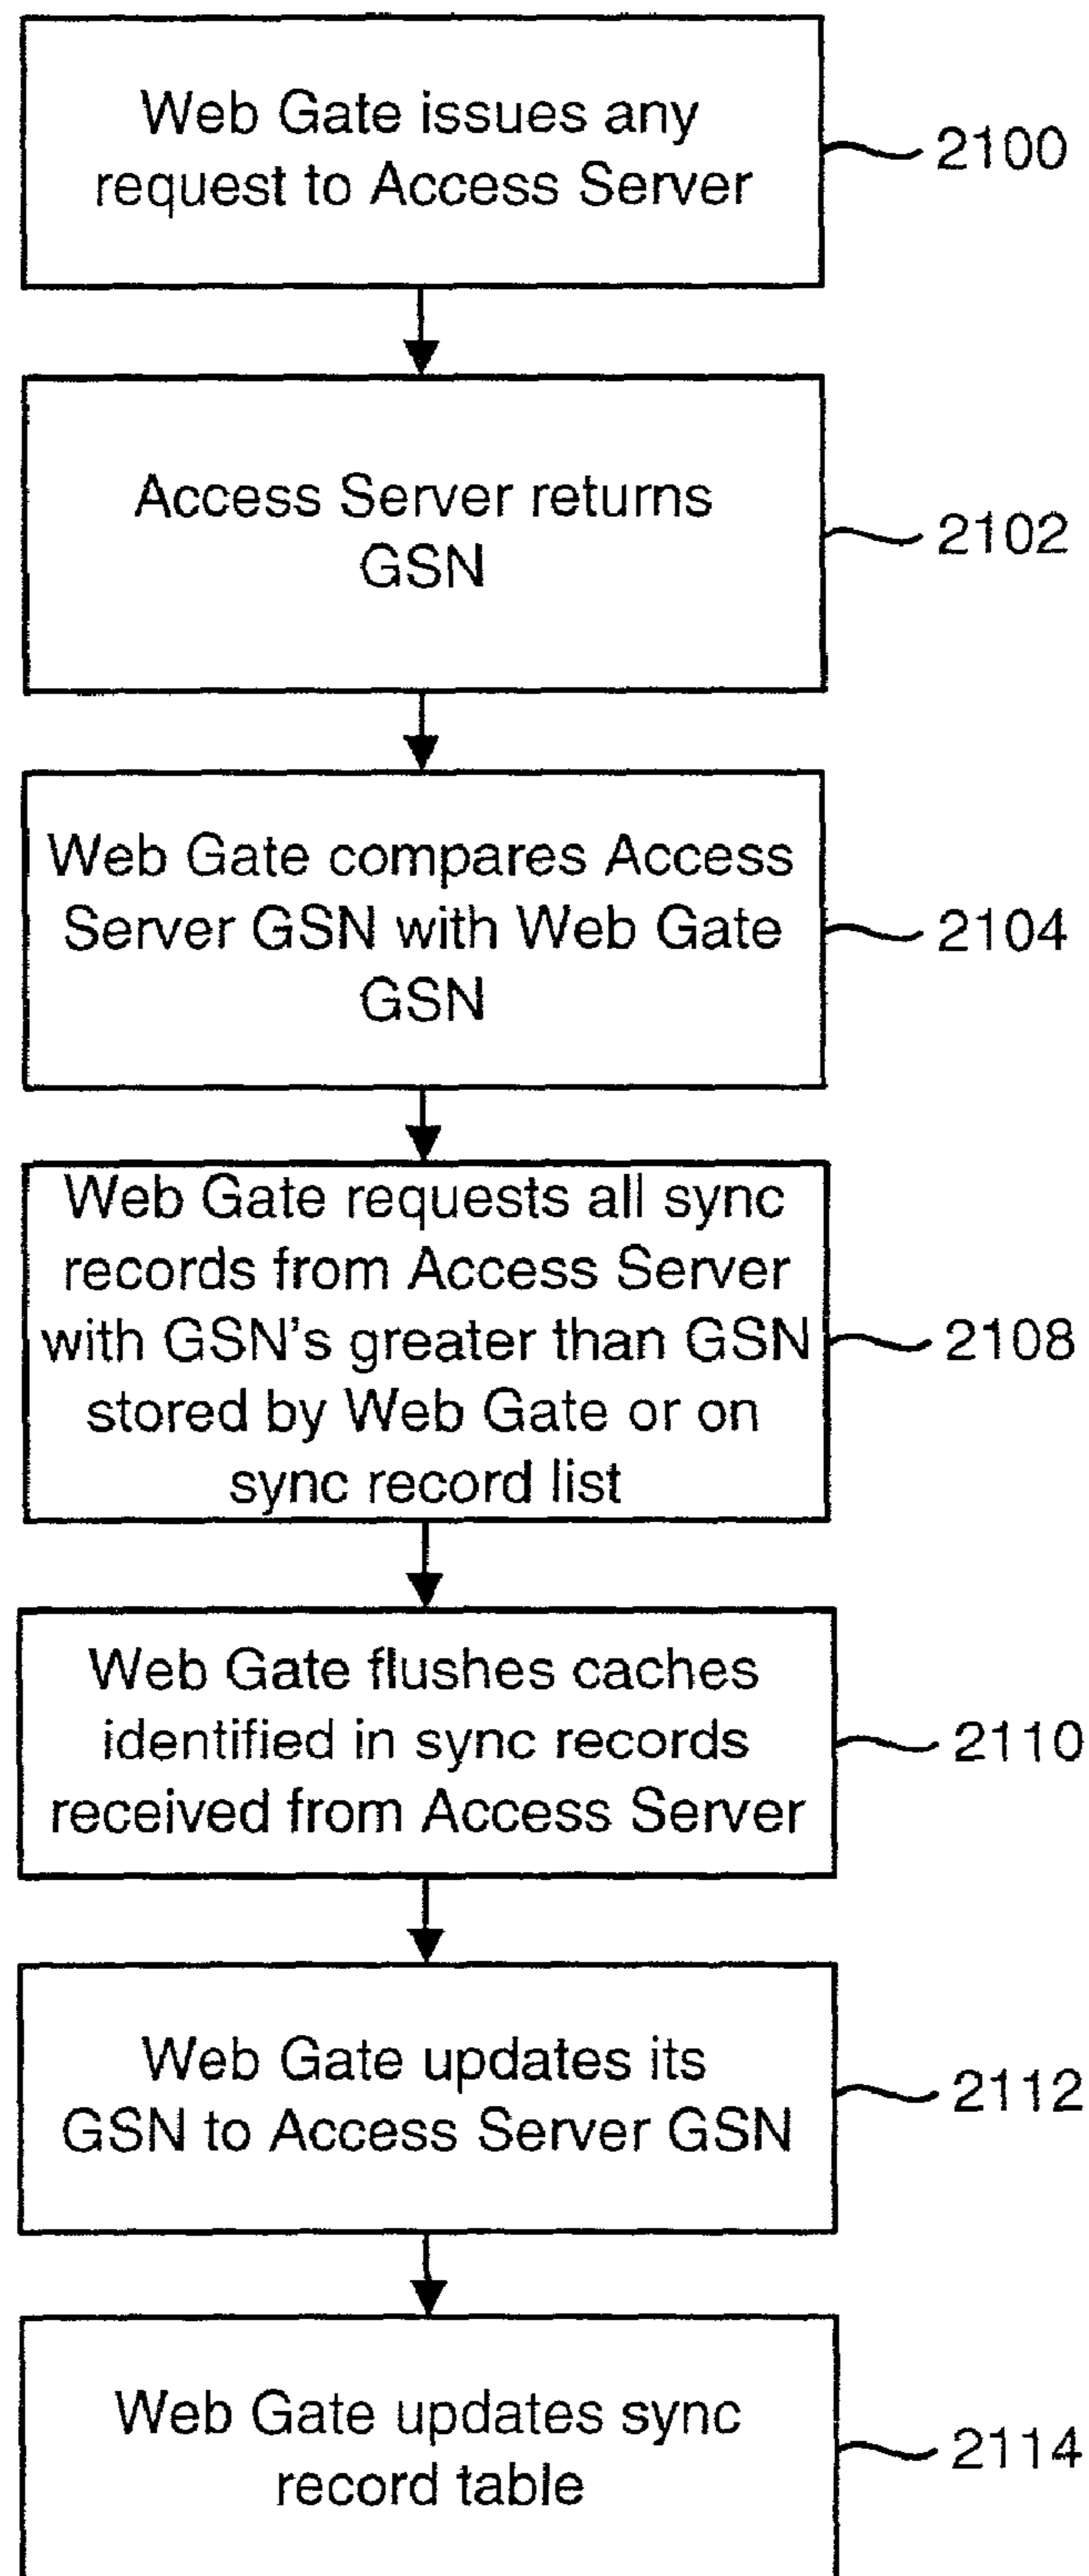 Web Gate issues any
request to Access Server
2100
Access Server returns
GSN
2102
Web Gate compares Access
Server GSN with Web Gate
GSN
2104
Web Gate requests all sync
records from Access Server
with GSN's greater than GSN
stored by Web Gate or on
sync record list
2108
Web Gate flushes caches
identified in sync records
received from Access Server
2110
Web Gate updates its
GSN to Access Server GSN
2112
Web Gate updates sync
record table
2114